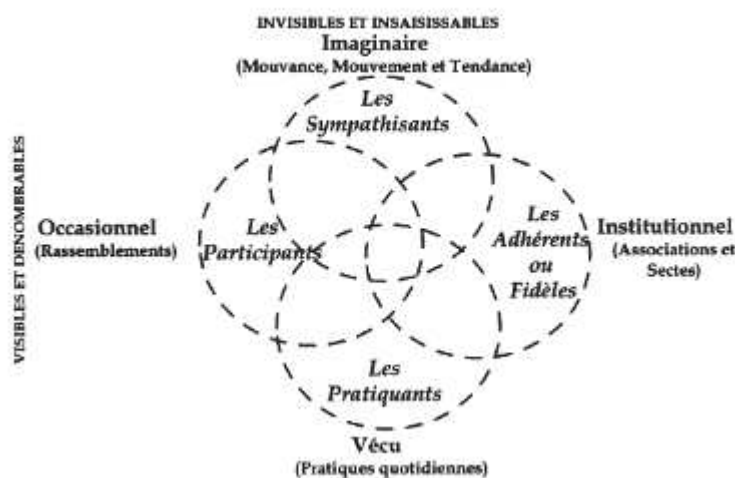 INVISIBLES ET INSAISISSABLES
Imaginaire
(Mouvance, Mouvement et Tendance)
Les
Sympathisants
VISIBLES ET DENOMBRABLES
Occasionnel
(Rassemblements)
Les
Participants
Les
Adhérents
ou
Fidèles
Institutionnel
(Associations et
Sectes)
Les
Pratiquants
Vécu
(Pratiques quotidiennes)